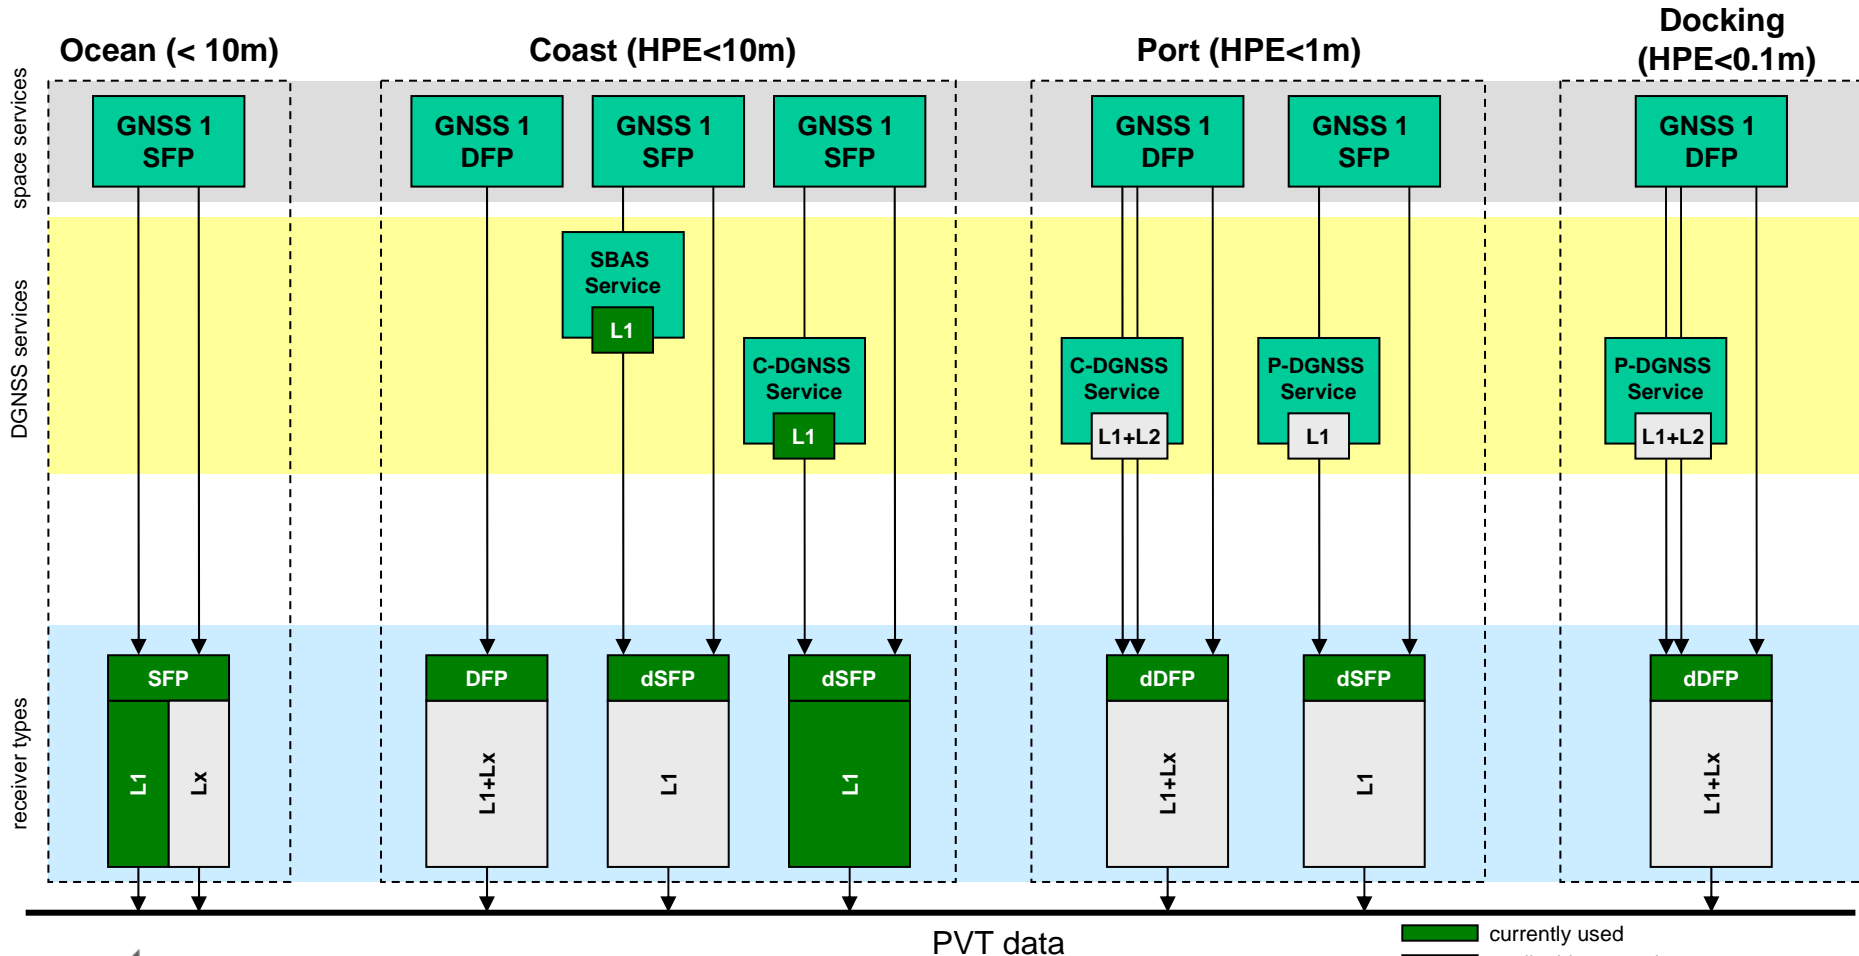 Ocean (< 10m)
Coast (HPE<10m)
Port (HPE<1m)
Docking
(HPE<0.1m)
space services
GNSS 1
SFP
GNSS 1
DFP
GNSS 1
SFP
GNSS 1
SFP
GNSS 1
DFP
GNSS 1
SFP
GNSS 1
DFP
DGNSS services
SBAS
Service
L1
C-DGNSS
Service
L1
C-DGNSS
Service
L1+L2
P-DGNSS
Service
L1
P-DGNSS
Service
L1+L2
receiver types
SFP
L1
Lx
DFP
L1+Lx
dSFP
L1
dSFP
L1
dDFP
L1+Lx
dSFP
L1
dDFP
L1+Lx
PVT data
currently used